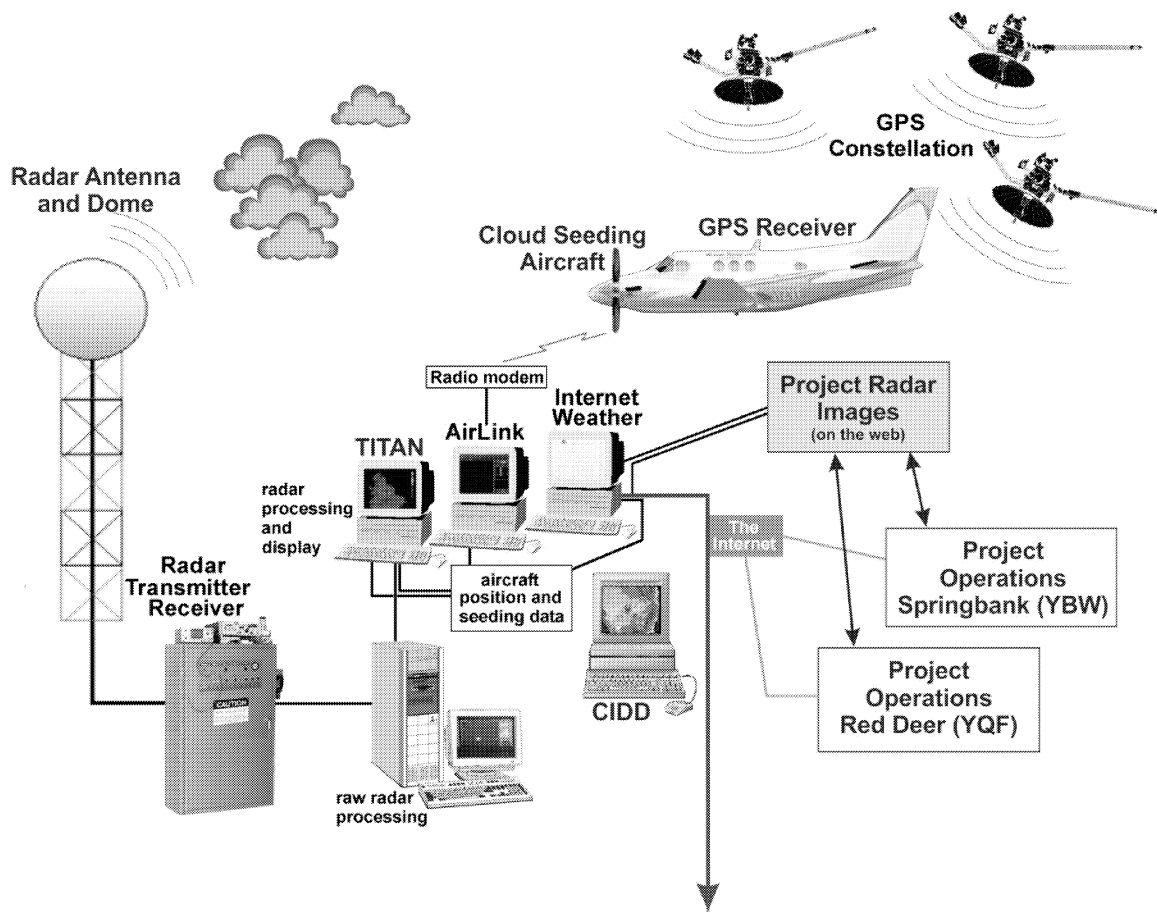 GPS
Constellation
Radar Antenna
and Dome
GPS Receiver
Cloud Seeding
Aircraft
Radio modem
Internet
Weather
AirLink
TITAN
Project Radar
Images
(on the web)
radar
processing
and
display
The
Internet
Project
Operations
Springbank (YBW)
Radar
Transmitter
Receiver
aircraft
position and
seeding data
Project
Operations
Red Deer (YQF)
CIDD
CAUTION
raw radar
processing